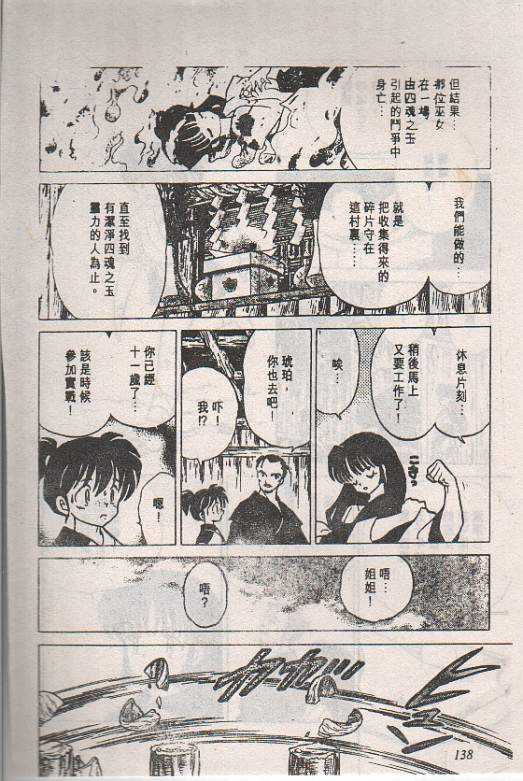 但結果…
都位巫女
在一場
由四魂之玉
引起的鬥爭中
身亡…
我們能做的…
就是
把收集得來的
碎片守在
這村裏…
直至找到
有潔淨四魂之玉
靈力的人為止。
休息片刻…
稍後馬上
又要工作了!
唉…
琥珀,
你也去吧!
吓!
我!?
你已經
十一歲了…
該是時候
參加實戰!
嗯!
唔…
姐姐!
唔?
138